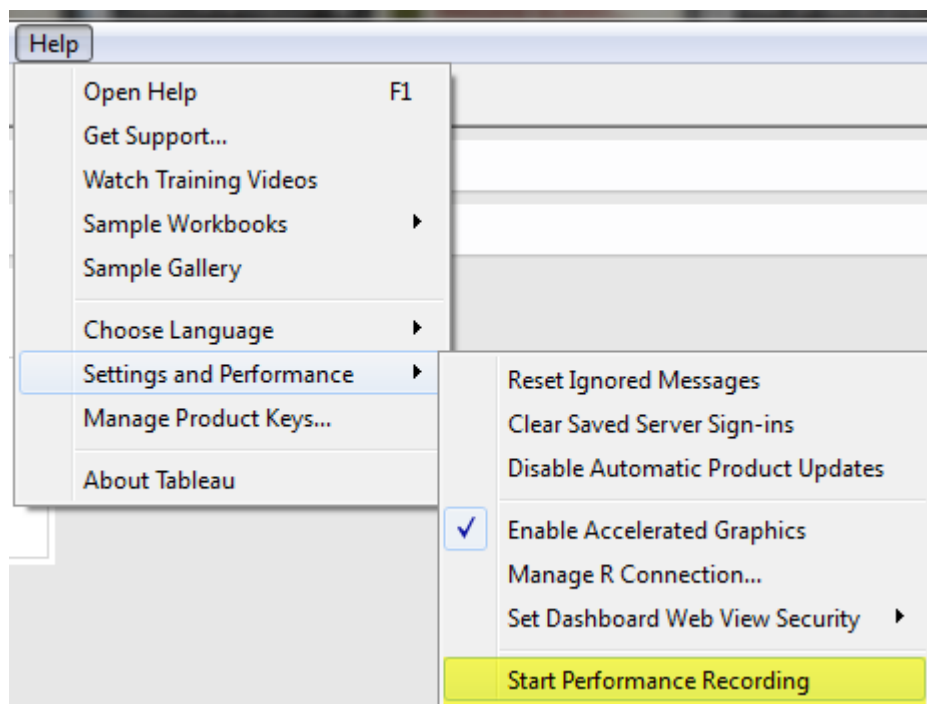 Help
Open Help F1
Get Support...
Watch Training Videos
Sample Workbooks
Sample Gallery
Choose Language
Settings and Performance
Manage Product Keys...
About Tableau
Reset Ignored Messages
Clear Saved Server Sign-ins
Disable Automatic Product Updates
Enable Accelerated Graphics
Manage R Connection...
Set Dashboard Web View Security
Start Performance Recording